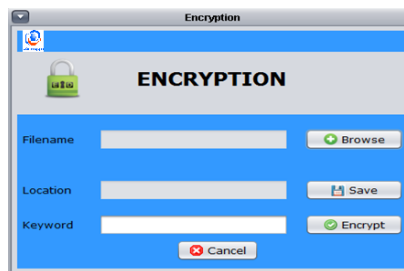 Encryption
ENCRYPTION
Filename Browse
Location Save
Keyword Encrypt
Cancel